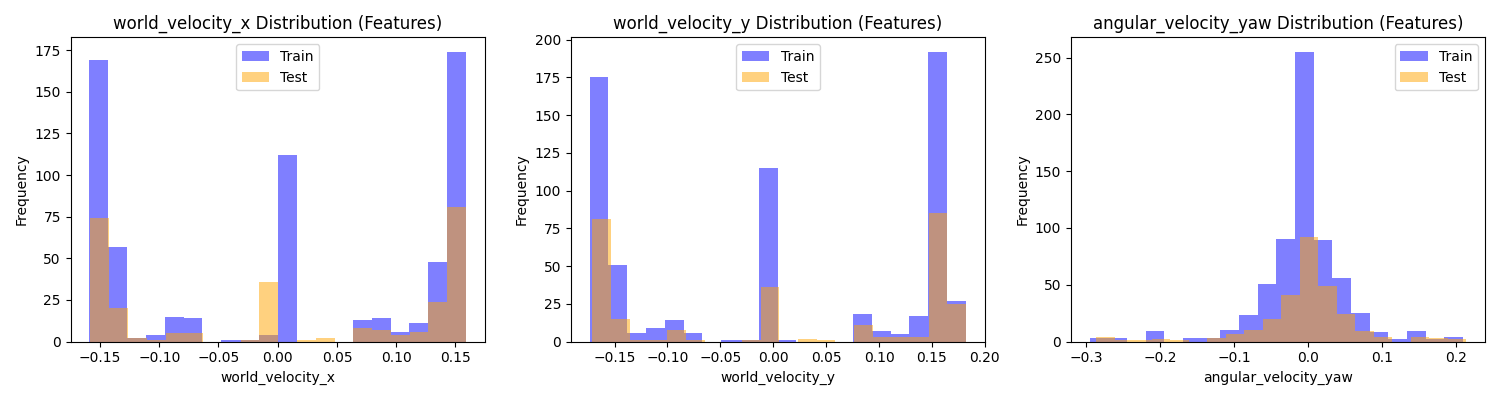 world_velocity_x Distribution (Features)
175
150
125
100
75
50
25
0
Frequency
Train
Test
−0.15
−0.10
−0.05
0.00
0.05
0.10
0.15
world_velocity_x
world_velocity_y Distribution (Features)
200
175
150
125
100
75
50
25
0
Frequency
Train
Test
−0.15
−0.10
−0.05
0.00
0.05
0.10
0.15
0.20
world_velocity_y
angular_velocity_yaw Distribution (Features)
250
200
150
100
50
0
Frequency
Train
Test
−0.3
−0.2
−0.1
0.0
0.1
0.2
angular_velocity_yaw